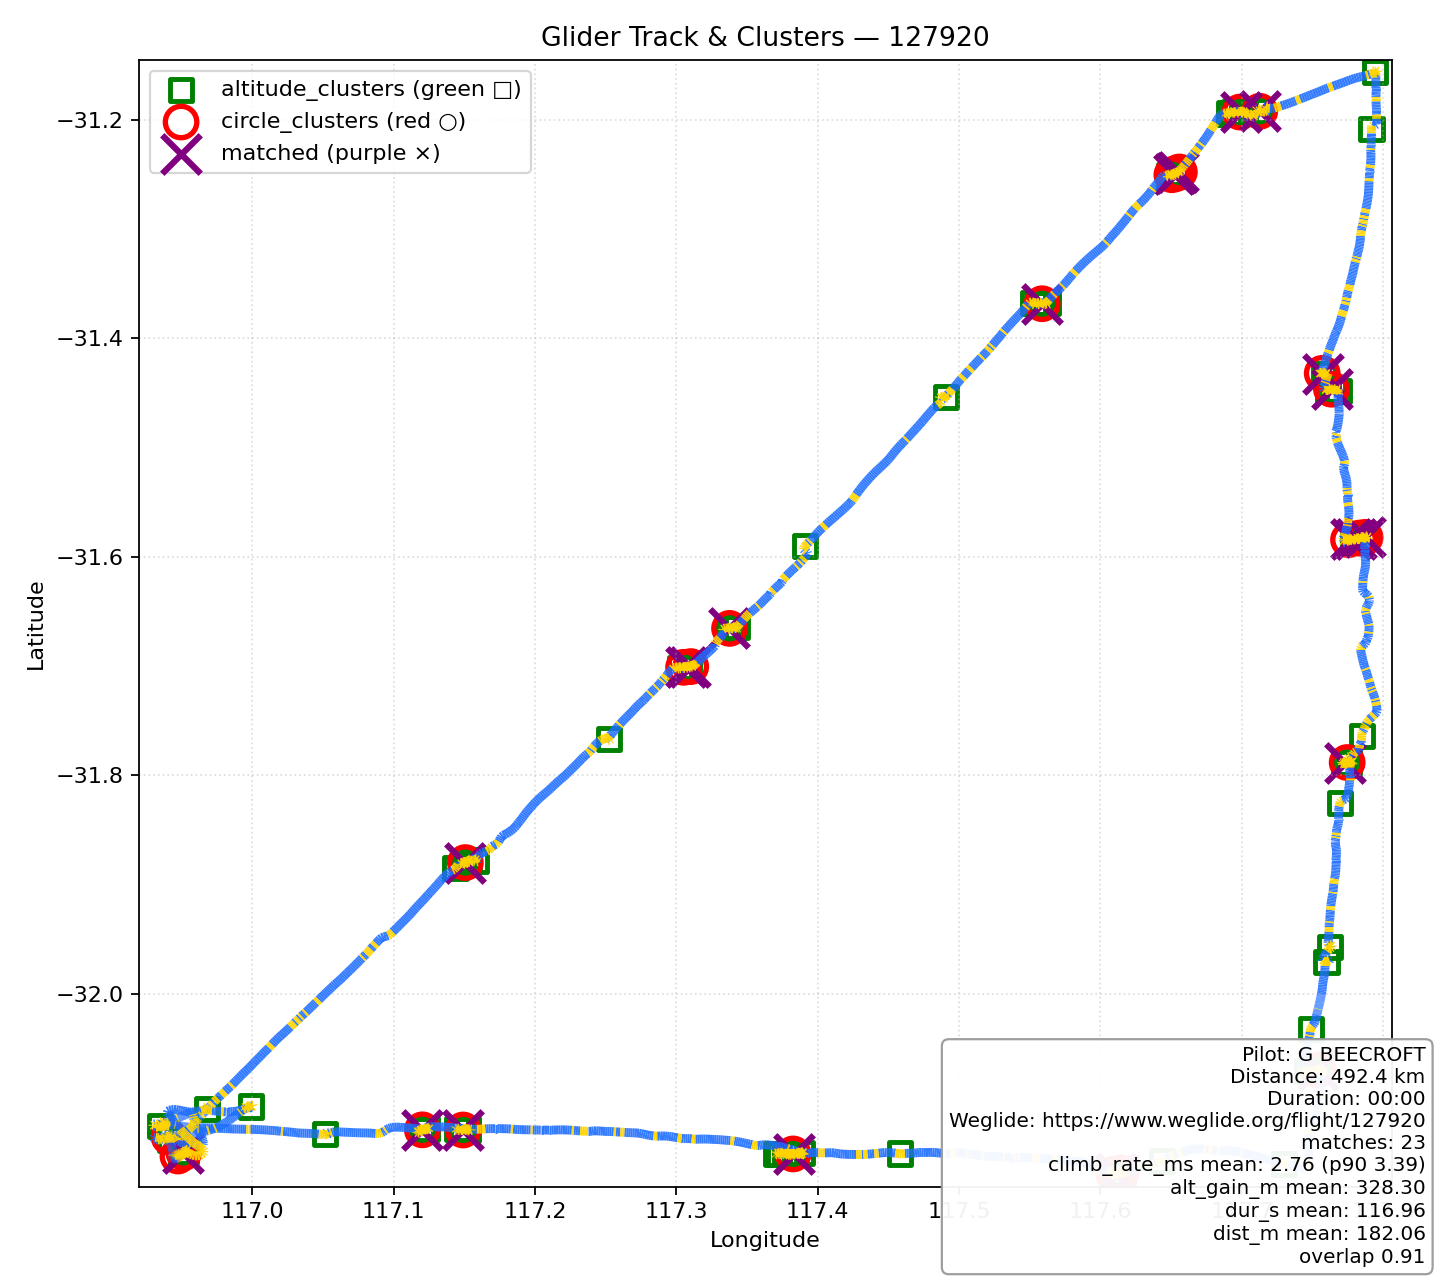 Glider Track & Clusters — 127920
altitude_clusters (green □)
circle_clusters (red ○)
matched (purple ×)
Latitude
−31.2
−31.4
−31.6
−31.8
−32.0
117.0 117.1 117.2 117.3 117.4 117.5 117.6
Longitude
Pilot: G BEECROFT
Distance: 492.4 km
Duration: 00:00
Weglide: https://www.weglide.org/flight/127920
matches: 23
climb_rate_ms mean: 2.76 (p90 3.39)
alt_gain_m mean: 328.30
dur_s mean: 116.96
dist_m mean: 182.06
overlap 0.91